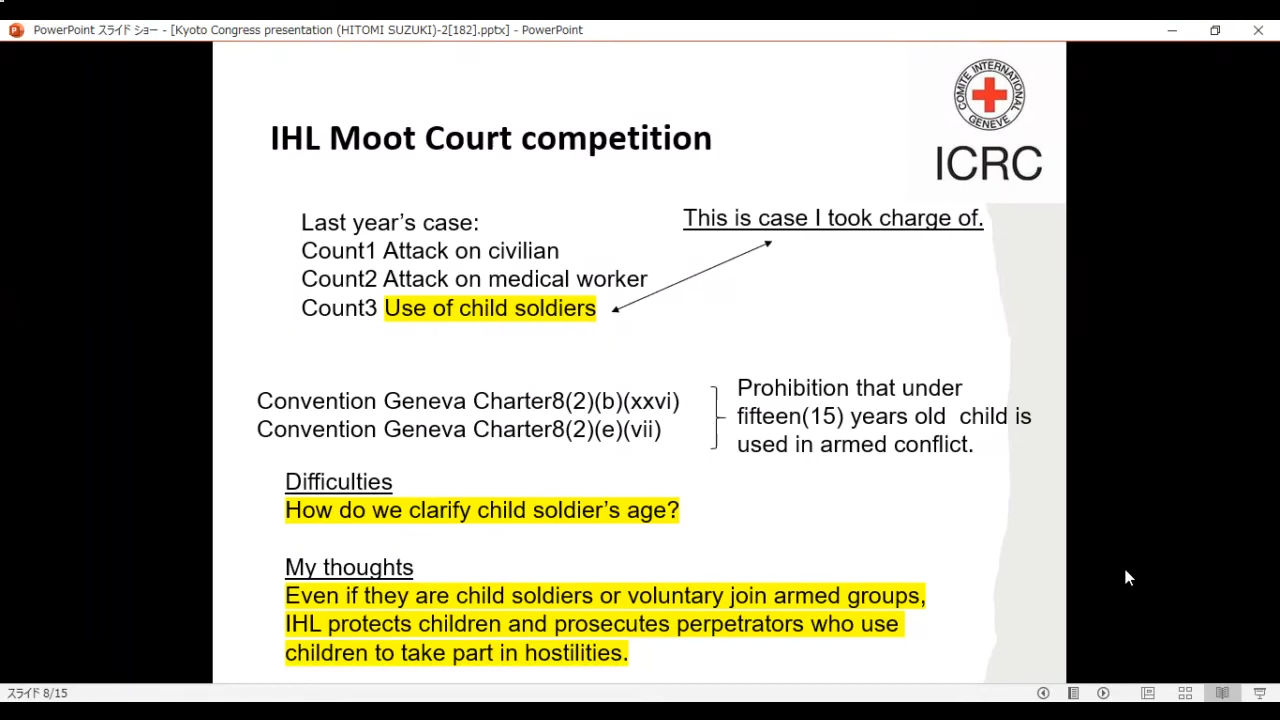 PowerPoint スライド ショー - [Kyoto Congress presentation (HITOMI SUZUKI)-2[182].pptx] - PowerPoint
COMITE INTERNATIONAL GENEVE
ICRC
IHL Moot Court competition
Last year’s case:
This is case I took charge of.
Count1 Attack on civilian
Count2 Attack on medical worker
Count3 Use of child soldiers
Convention Geneva Charter8(2)(b)(xxvi)
Convention Geneva Charter8(2)(e)(vii)
Prohibition that under
fifteen(15) years old  child is
used in armed conflict.
Difficulties
How do we clarify child soldier’s age?
My thoughts
Even if they are child soldiers or voluntary join armed groups,
IHL protects children and prosecutes perpetrators who use
children to take part in hostilities.
スライド 8/15